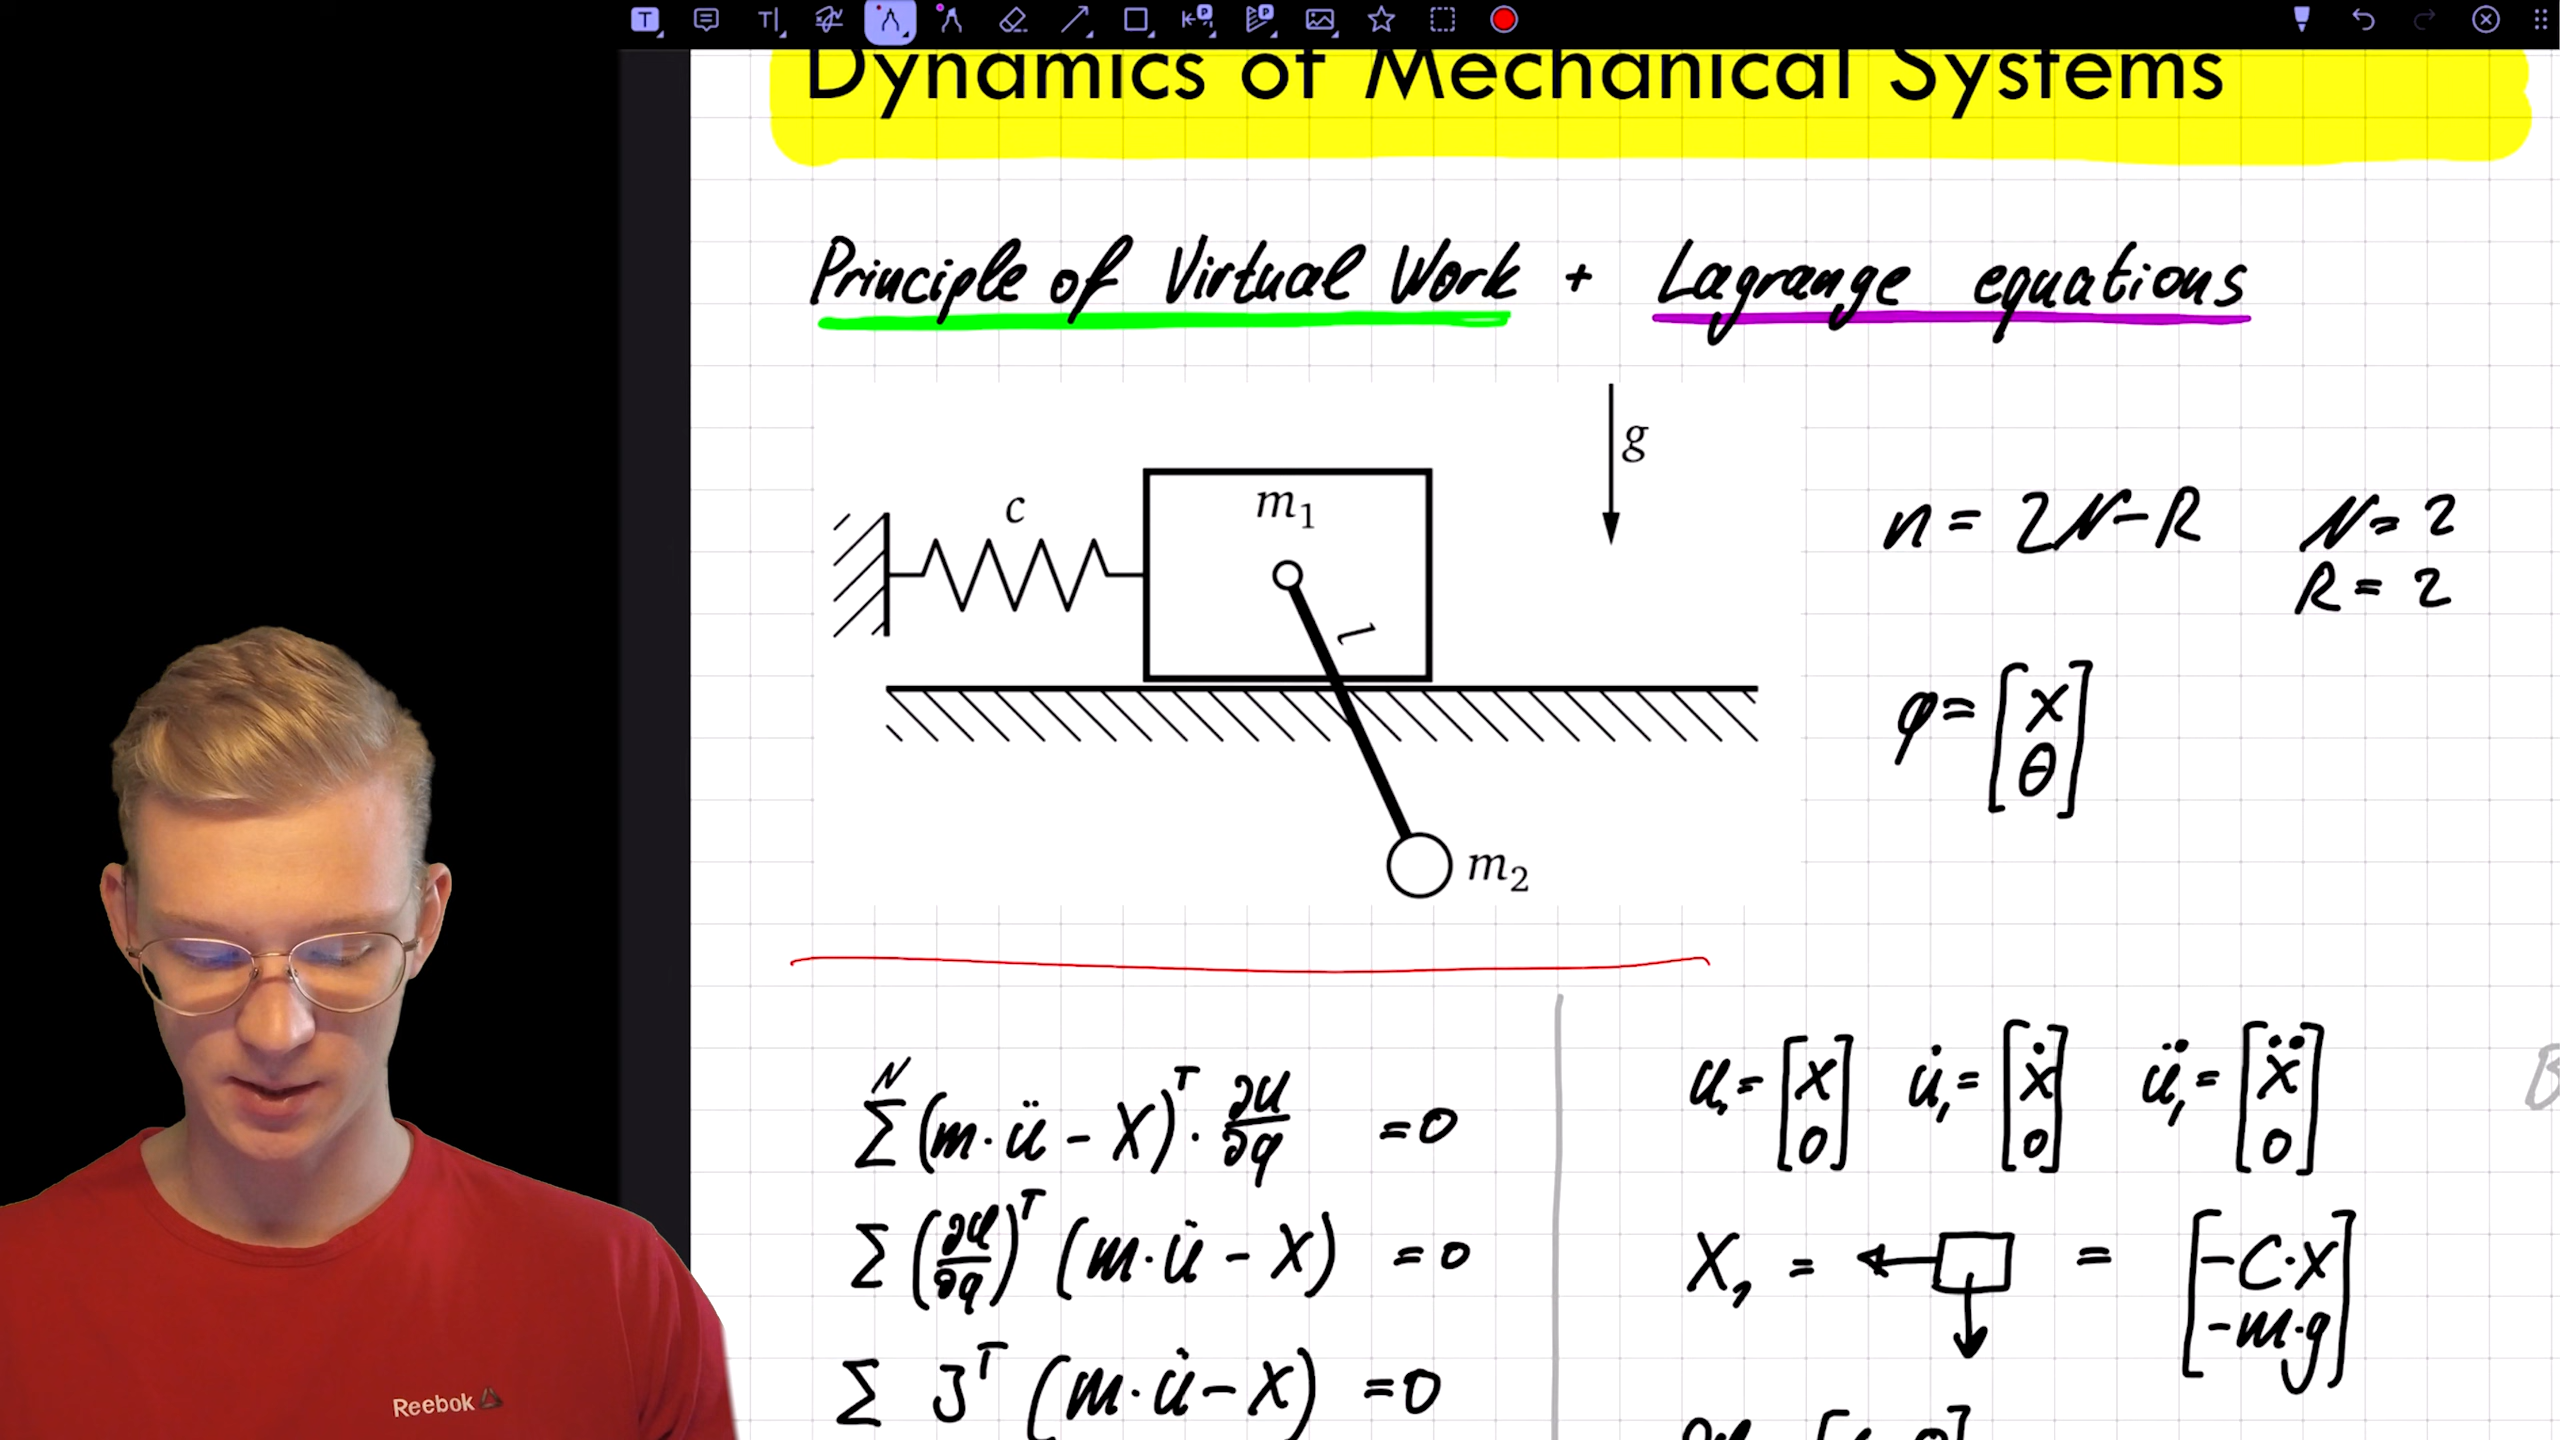 Dynamics of Mechanical Systems
Principle of Virtual Work + Lagrange equations
g
c
m₁
l
m₂
n = 2N-R N = 2
R = 2
φ = [x
θ]
N
Σ (m·ü - X)ᵀ · ∂u/∂q = 0
Σ (∂u/∂q)ᵀ (m·ü - X) = 0
Σ Jᵀ (m·ü - X) = 0
u₁ = [x
0] u̇₁ = [ẋ
0] ü₁ = [ẍ
0]
X₁ = = [-C·x
-m·g]
Reebok